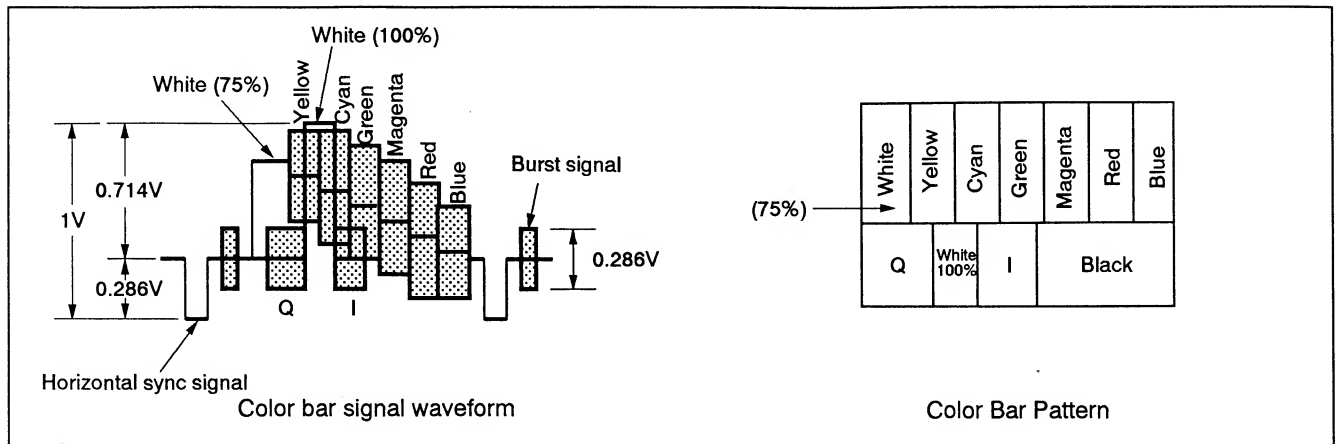 White (100%)
White (75%)
Yellow
Cyan
Green
Magenta
Red
Blue
Burst signal
0.714V
1V
0.286V
0.286V
Q
I
Horizontal sync signal
Color bar signal waveform
White
Yellow
Cyan
Green
Magenta
Red
Blue
(75%)
Q
White
100%
I
Black
Color Bar Pattern